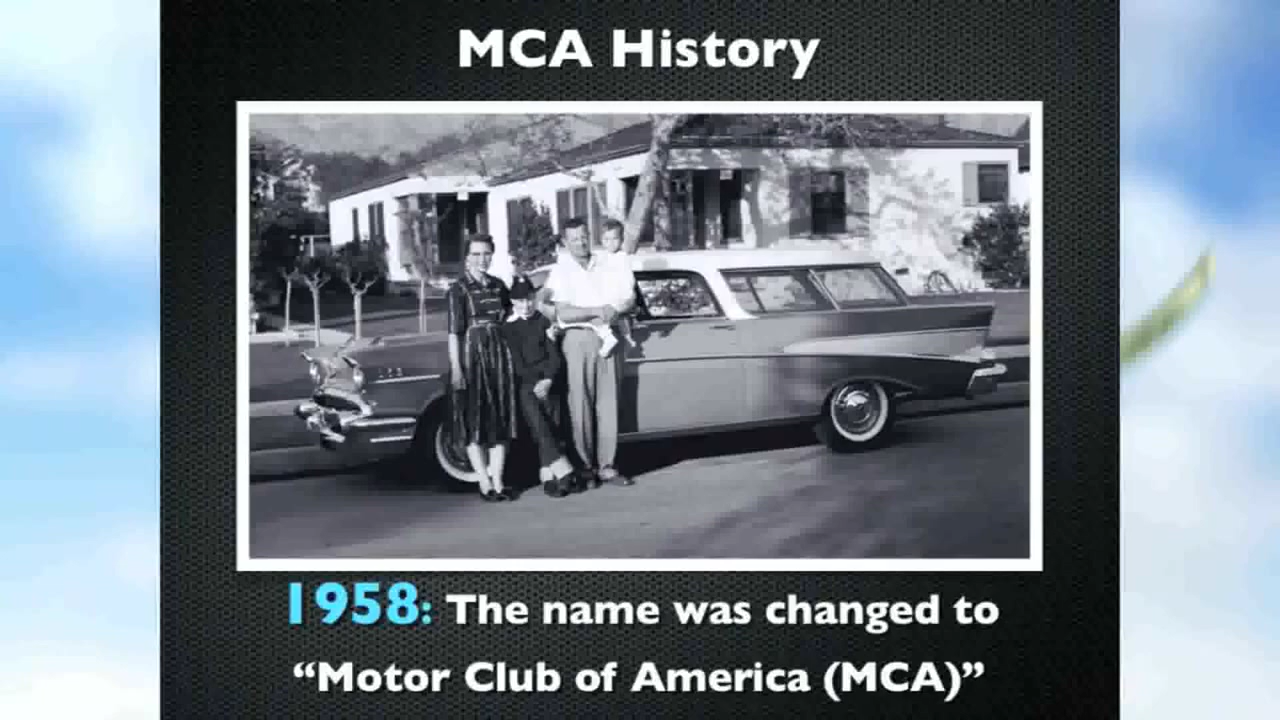 MCA History
1958: The name was changed to
“Motor Club of America (MCA)”